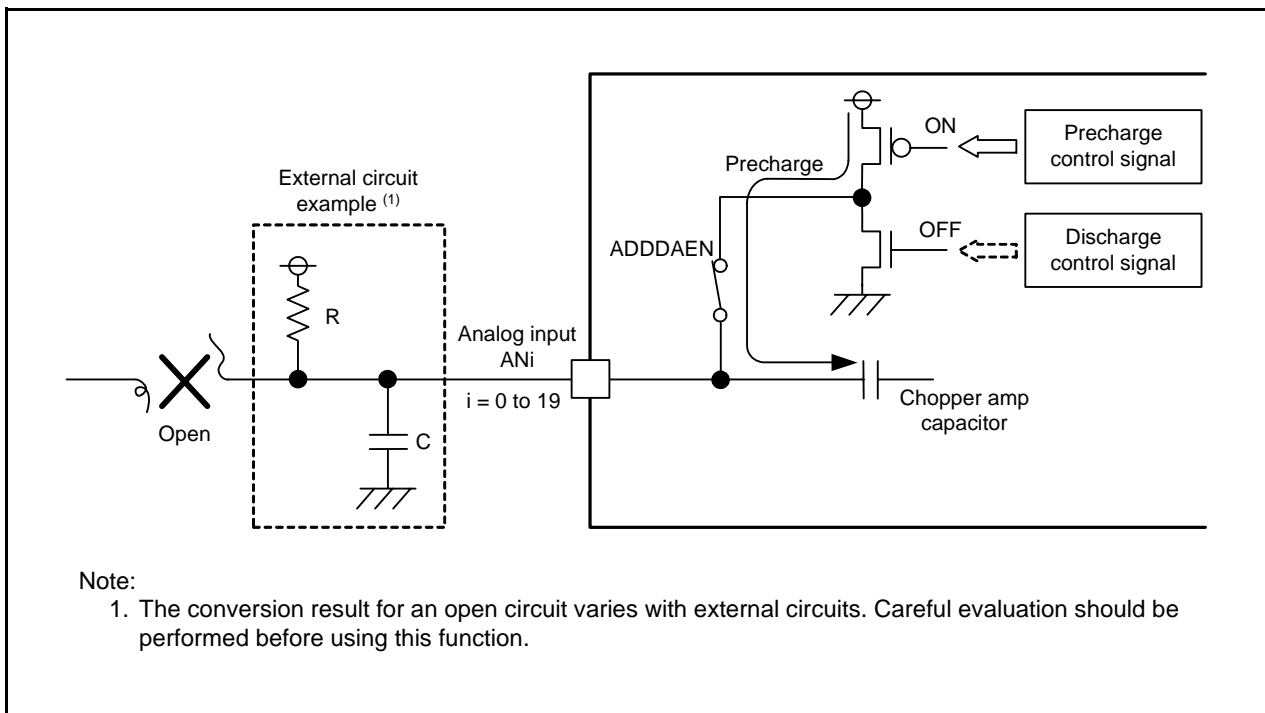 External circuit
example (1)
R
C
Open
Analog input
ANi
i = 0 to 19
ADDDAEN
Precharge
ON
OFF
Precharge
control signal
Discharge
control signal
Chopper amp
capacitor
Note:
1. The conversion result for an open circuit varies with external circuits. Careful evaluation should be
performed before using this function.